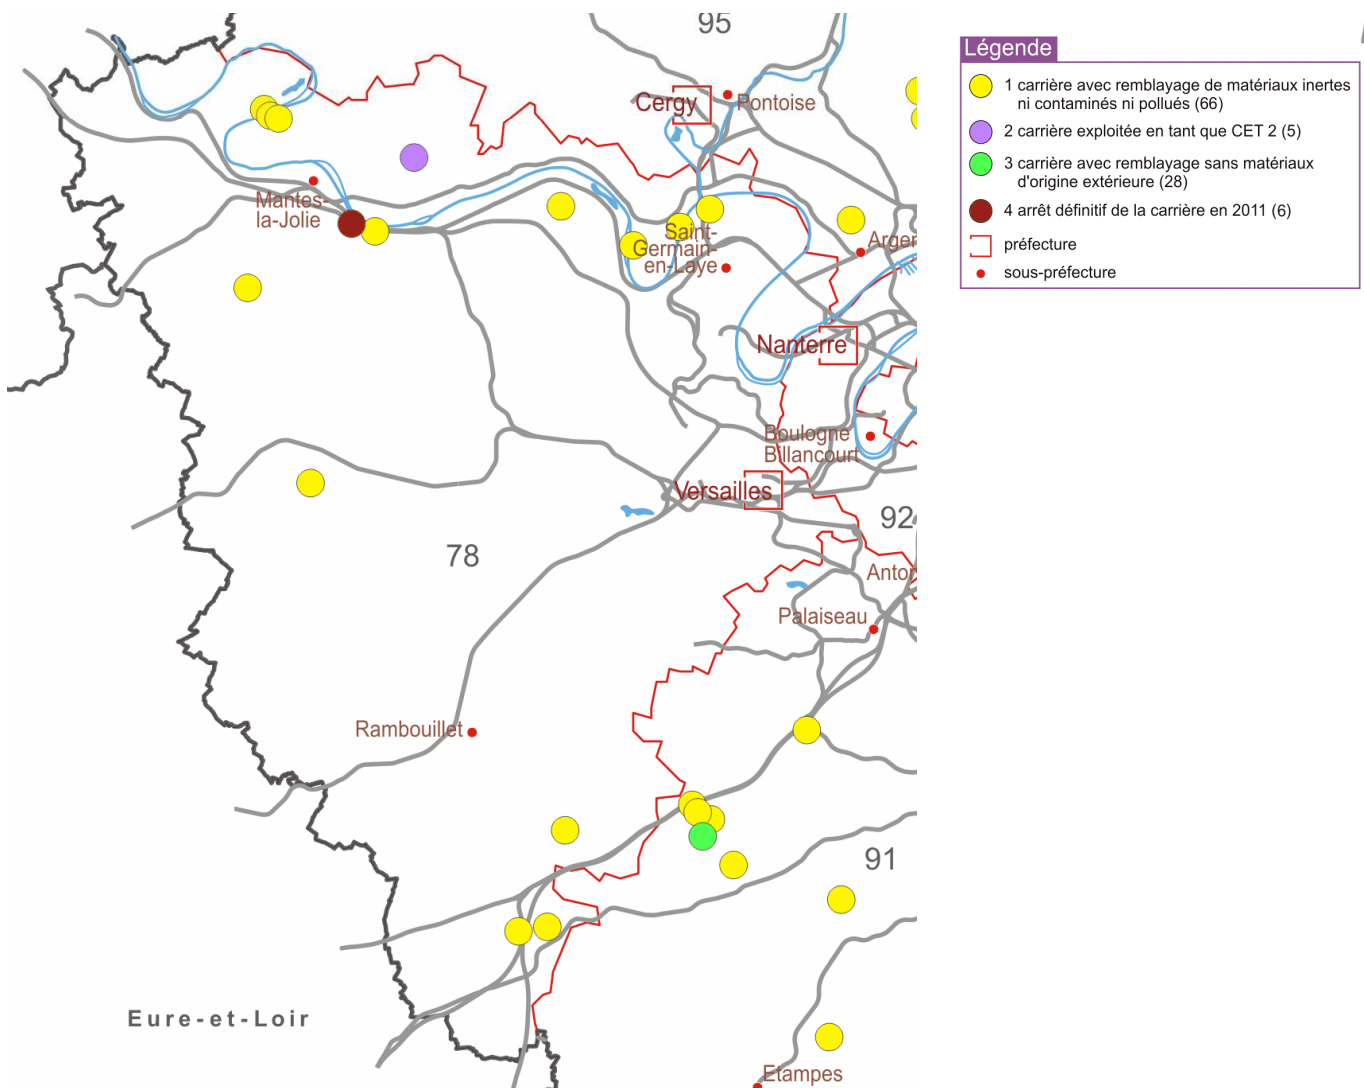 95
Légende
1 carrière avec remblayage de matériaux inertes
ni contaminés ni pollués (66)
2 carrière exploitée en tant que CET 2 (5)
3 carrière avec remblayage sans matériaux
d'origine extérieure (28)
4 arrêt définitif de la carrière en 2011 (6)
préfecture
sous-préfecture
Cergy
Pontoise
Mantes-
la-Jolie
Saint-
Germain-
en-Laye
Argen
Nanterre
Boulogne
Billancourt
Versailles
92
78
Anton
Palaiseau
Rambouillet
91
Eure-et-Loir
Etampes